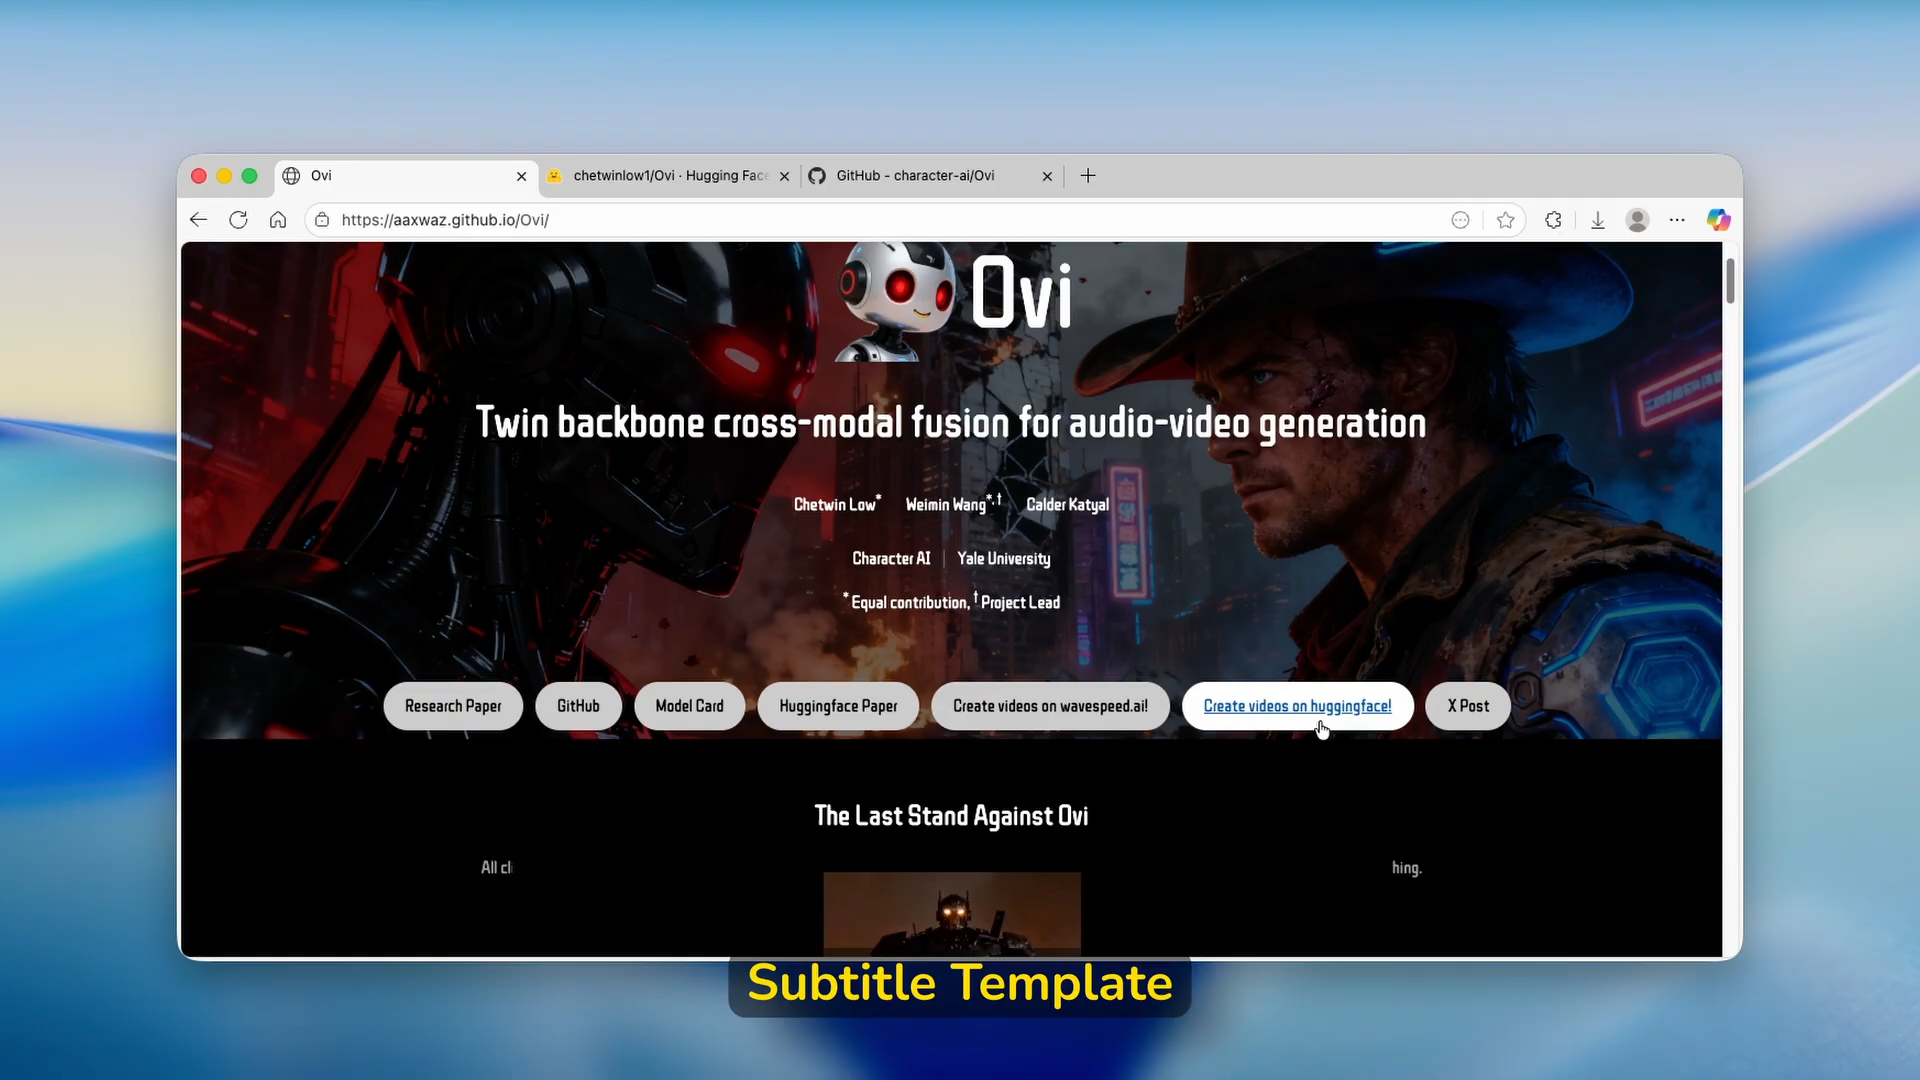 Ovi
chetwinlow1/Ovi · Hugging Face
GitHub - character-ai/Ovi
https://aaxwaz.github.io/Ovi/
Ovi
Twin backbone cross-modal fusion for audio-video generation
Chetwin Low* Weimin Wang*,† Calder Katyal
Character AI | Yale University
* Equal contribution, † Project Lead
Research Paper GitHub Model Card Huggingface Paper Create videos on wavespeed.ai! Create videos on huggingface! X Post
The Last Stand Against Ovi
All cl hing.
Subtitle Template